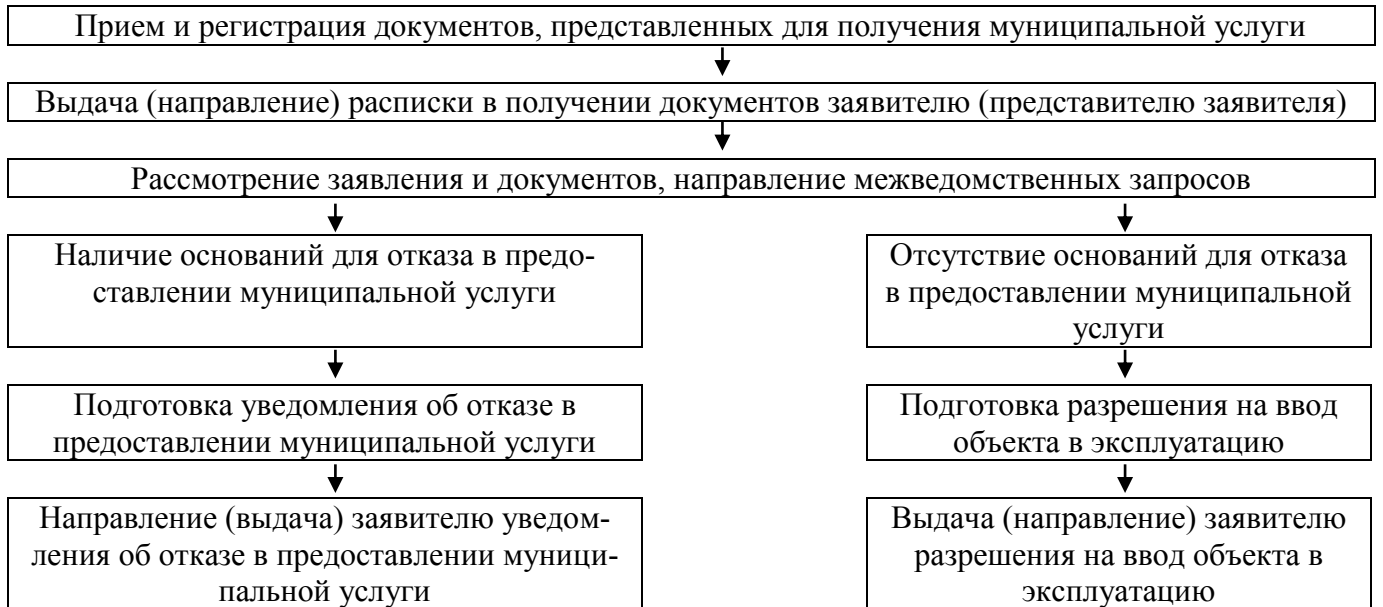 Прием и регистрация документов, представленных для получения муниципальной услуги
Выдача (направление) расписки в получении документов заявителю (представителю заявителя)
Рассмотрение заявления и документов, направление межведомственных запросов
Наличие оснований для отказа в предо-
ставлении муниципальной услуги
Отсутствие оснований для отказа
в предоставлении муниципальной
услуги
Подготовка уведомления об отказе в
предоставлении муниципальной услуги
Подготовка разрешения на ввод
объекта в эксплуатацию
Направление (выдача) заявителю уведом-
ления об отказе в предоставлении муници-
пальной услуги
Выдача (направление) заявителю
разрешения на ввод объекта в
эксплуатацию